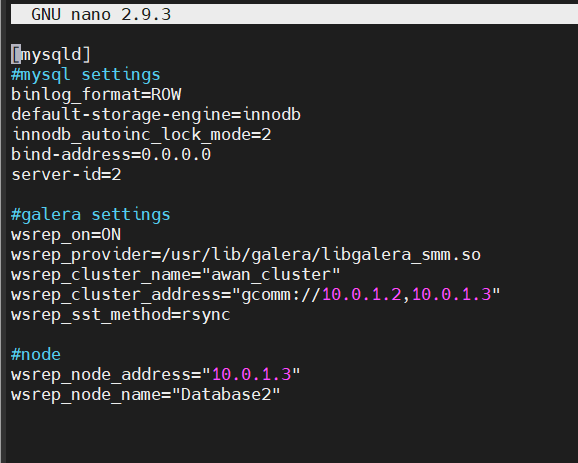 GNU nano 2.9.3
[mysqld]
#mysql settings
binlog_format=ROW
default-storage-engine=innodb
innodb_autoinc_lock_mode=2
bind-address=0.0.0.0
server-id=2
#galera settings
wsrep_on=ON
wsrep_provider=/usr/lib/galera/libgalera_smm.so
wsrep_cluster_name="awan_cluster"
wsrep_cluster_address="gcomm://10.0.1.2,10.0.1.3"
wsrep_sst_method=rsync
#node
wsrep_node_address="10.0.1.3"
wsrep_node_name="Database2"